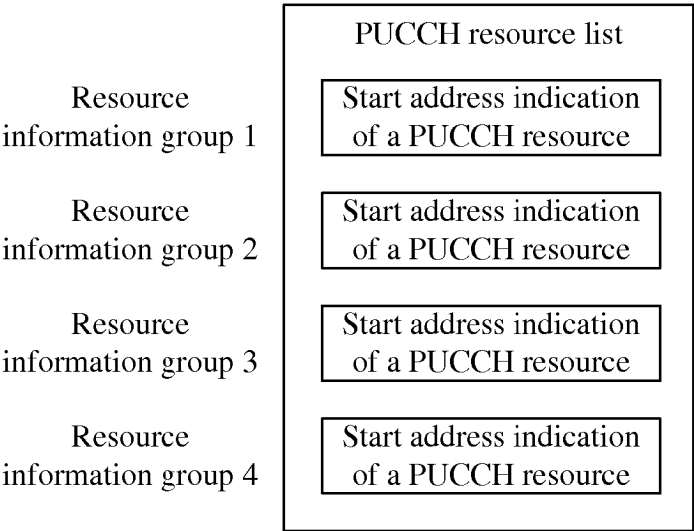 PUCCH resource list
Resource
information group 1
Start address indication
of a PUCCH resource
Resource
information group 2
Start address indication
of a PUCCH resource
Resource
information group 3
Start address indication
of a PUCCH resource
Resource
information group 4
Start address indication
of a PUCCH resource